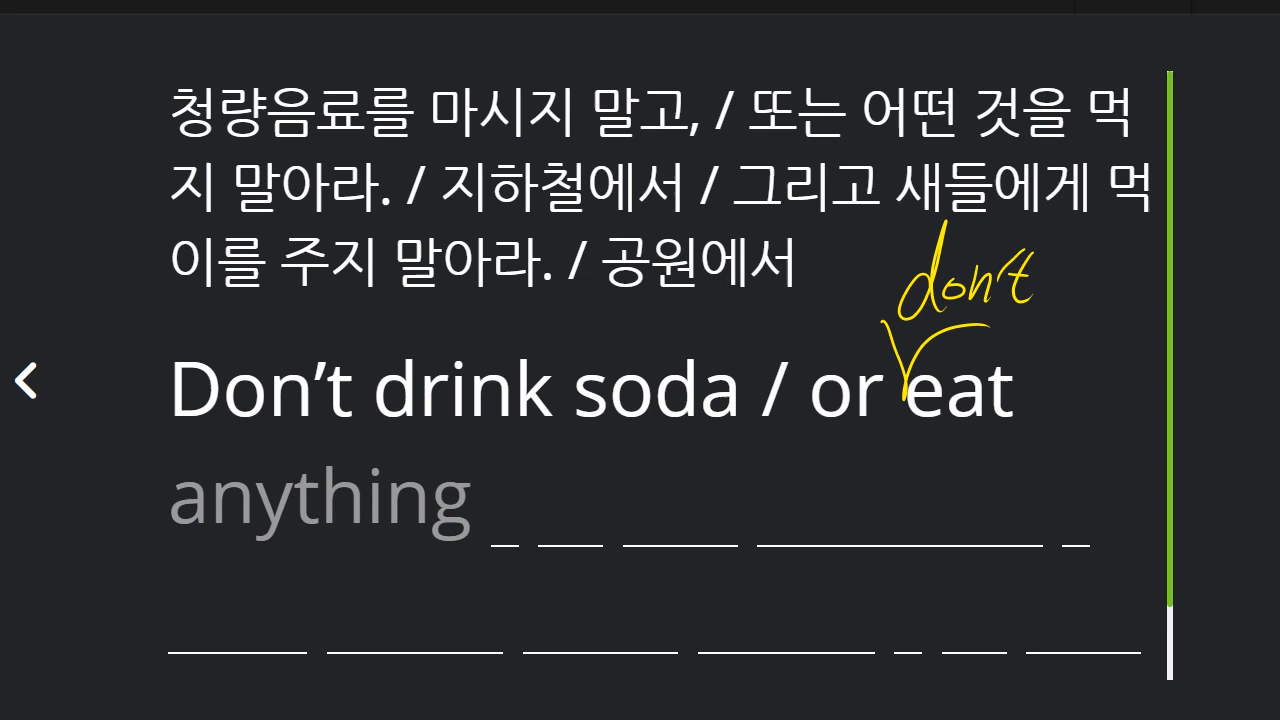 청량음료를 마시지 말고, / 또는 어떤 것을 먹
지 말아라. / 지하철에서 / 그리고 새들에게 먹
이를 주지 말아라. / 공원에서
don't
Don’t drink soda / or eat
anything